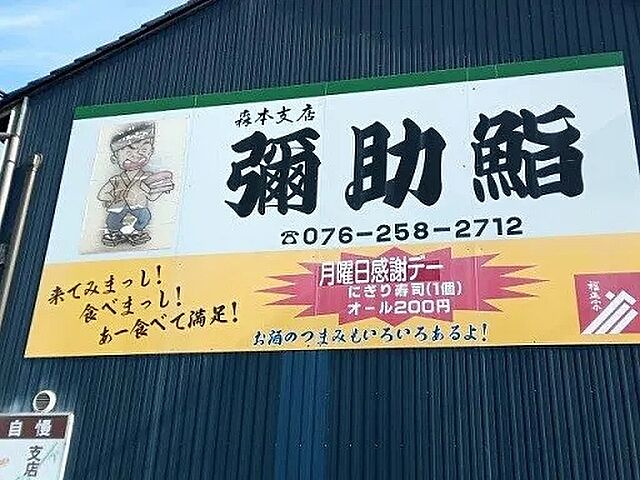 森本支店
彌助鮨
☎076-258-2712
来てみまっし!
食べまっし!
あー食べて満足!
月曜日感謝デー
にぎり寿司(1個)
オール200円
お酒のつまみもいろいろあるよ!
福正宗
自慢
支店